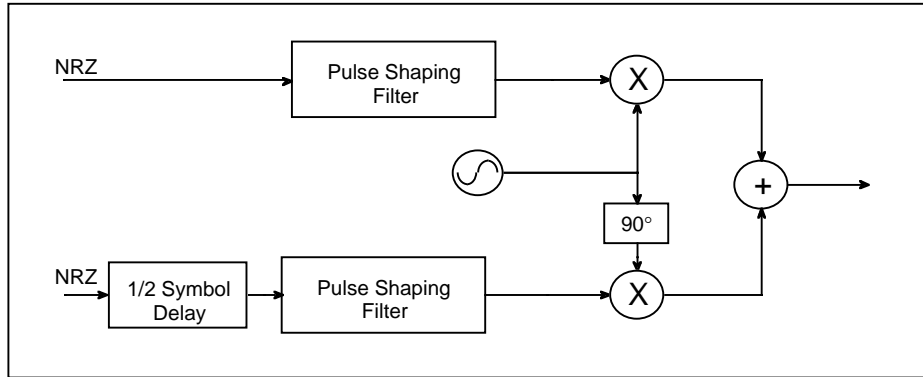 NRZ
Pulse Shaping
Filter
X
+
90°
NRZ
1/2 Symbol
Delay
Pulse Shaping
Filter
X